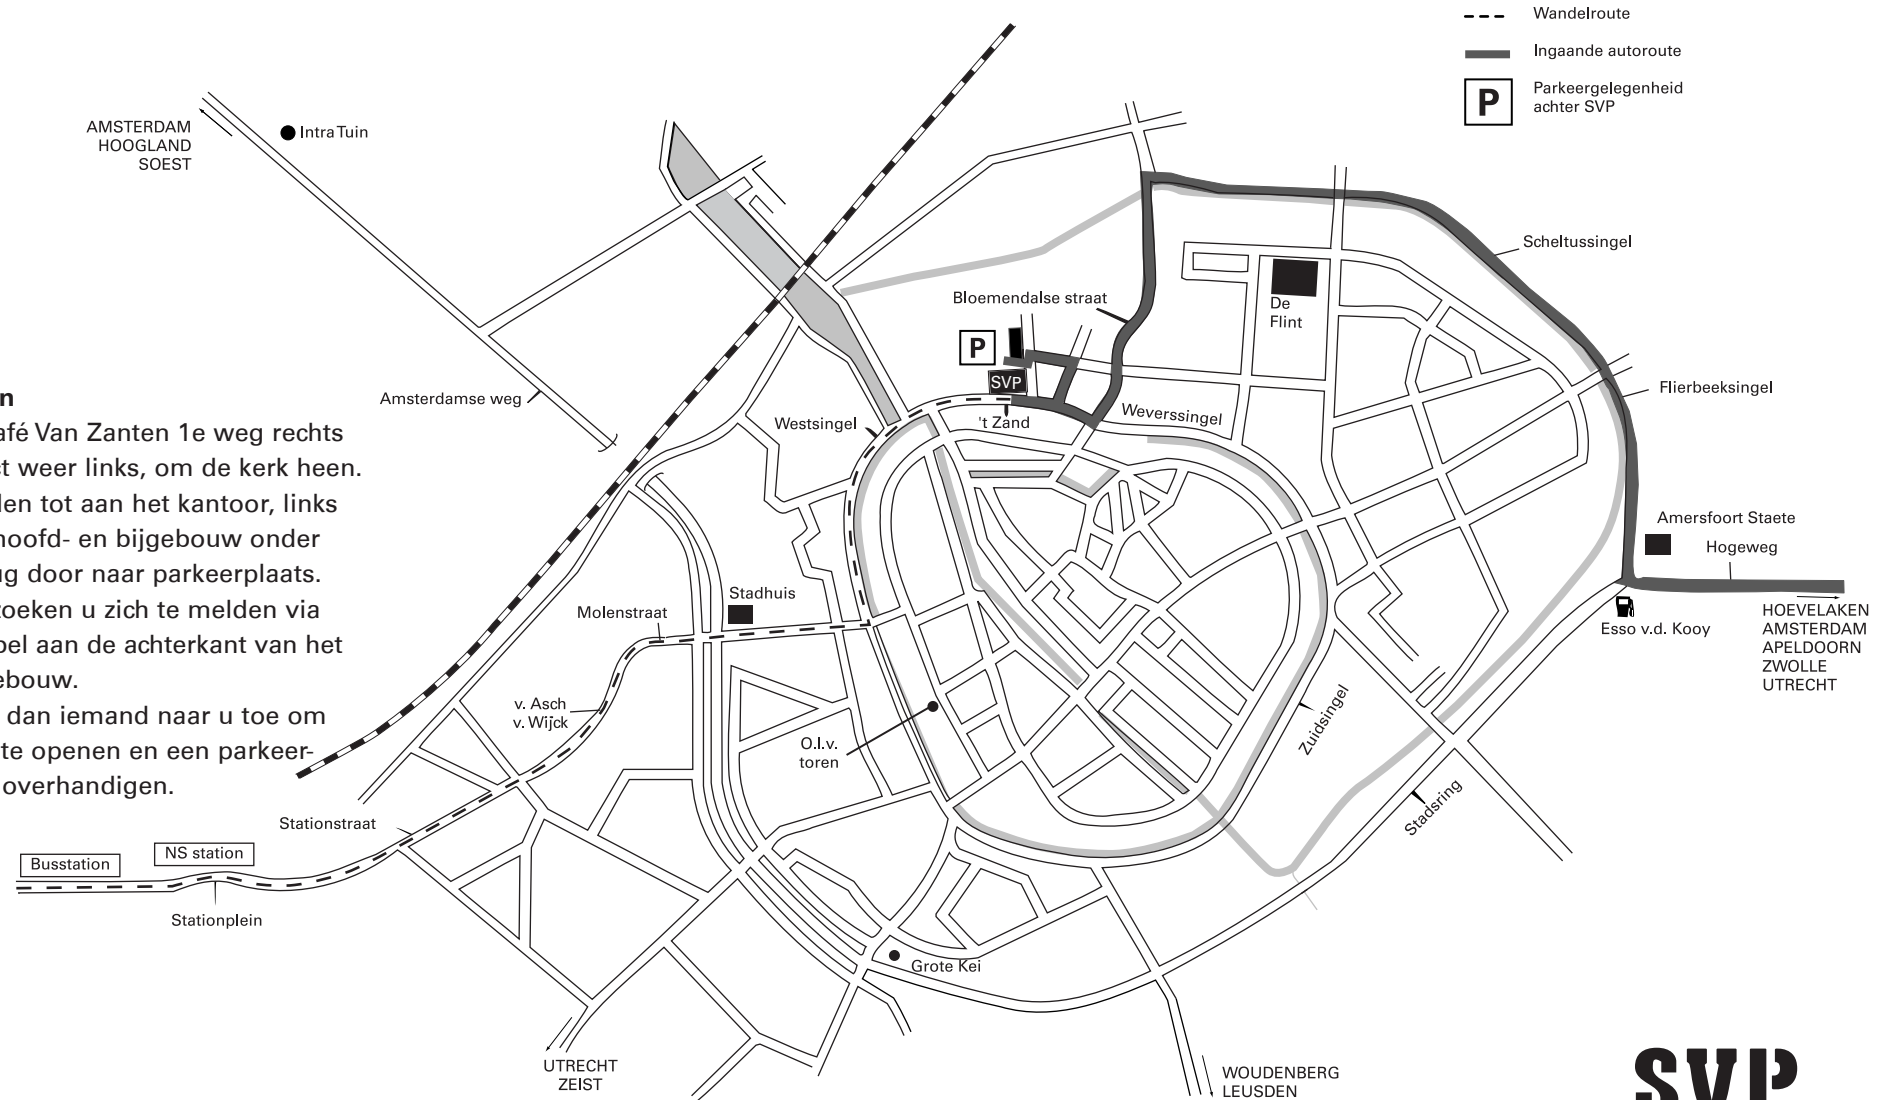 Wandelroute
Ingaande autoroute
P
Parkeergelegenheid
achter SVP
AMSTERDAM
HOOGLAND
SOEST
Intra Tuin
Scheltussingel
Bloemendalse straat
De
Flint
P
SVP
Flierbeeksingel
Amsterdamse weg
Westsingel
't Zand
Weverssingel
n
afé Van Zanten 1e weg rechts
ct weer links, om de kerk heen.
den tot aan het kantoor, links
hoofd- en bijgebouw onder
ug door naar parkeerplaats.
zoeken u zich te melden via
bel aan de achterkant van het
ebouw.
dan iemand naar u toe om
te openen en een parkeer-
overhandigen.
Amersfoort Staete
Hogeweg
Stadhuis
Molenstraat
HOEVELAKEN
AMSTERDAM
APELDOORN
ZWOLLE
UTRECHT
Esso v.d. Kooy
v. Asch
v. Wijck
O.l.v.
toren
Zuidsingel
Stadsring
Stationstraat
NS station
Busstation
Stationplein
Grote Kei
UTRECHT
ZEIST
WOUDENBERG
LEUSDEN
SVP